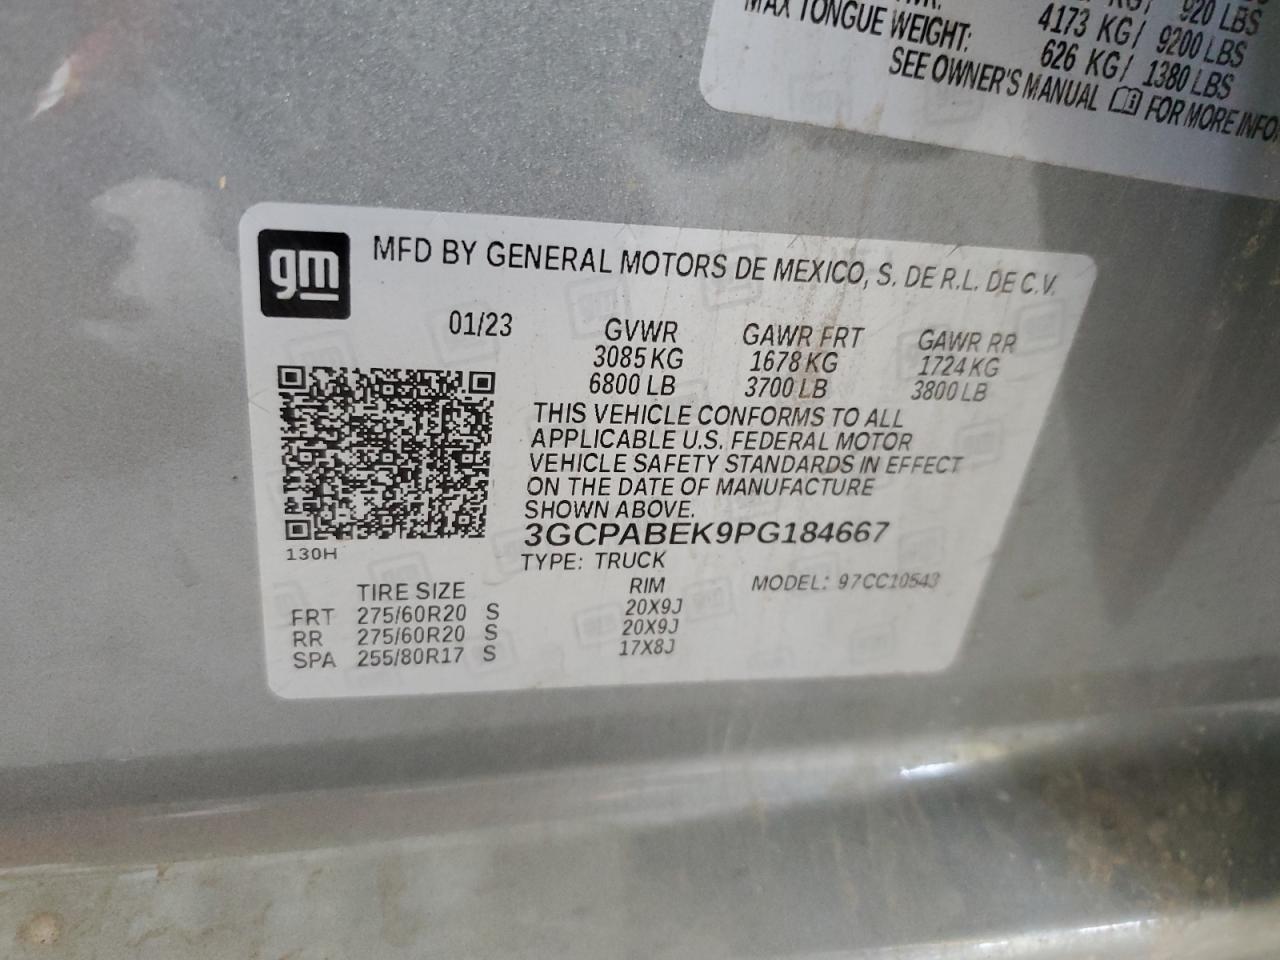 KG/ 920 LBS
4173 KG/ 9200 LBS
MAX TONGUE WEIGHT: 626 KG/ 1380 LBS
SEE OWNER'S MANUAL FOR MORE INFO
gm
MFD BY GENERAL MOTORS DE MEXICO, S. DE R.L. DE C.V.
01/23 GVWR GAWR FRT GAWR RR
3085 KG 1678 KG 1724 KG
6800 LB 3700 LB 3800 LB
THIS VEHICLE CONFORMS TO ALL
APPLICABLE U.S. FEDERAL MOTOR
VEHICLE SAFETY STANDARDS IN EFFECT
ON THE DATE OF MANUFACTURE
SHOWN ABOVE.
3GCPABEK9PG184667
130H
TYPE: TRUCK
TIRE SIZE RIM MODEL: 97CC10543
FRT 275/60R20 S 20X9J
RR 275/60R20 S 20X9J
SPA 255/80R17 S 17X8J